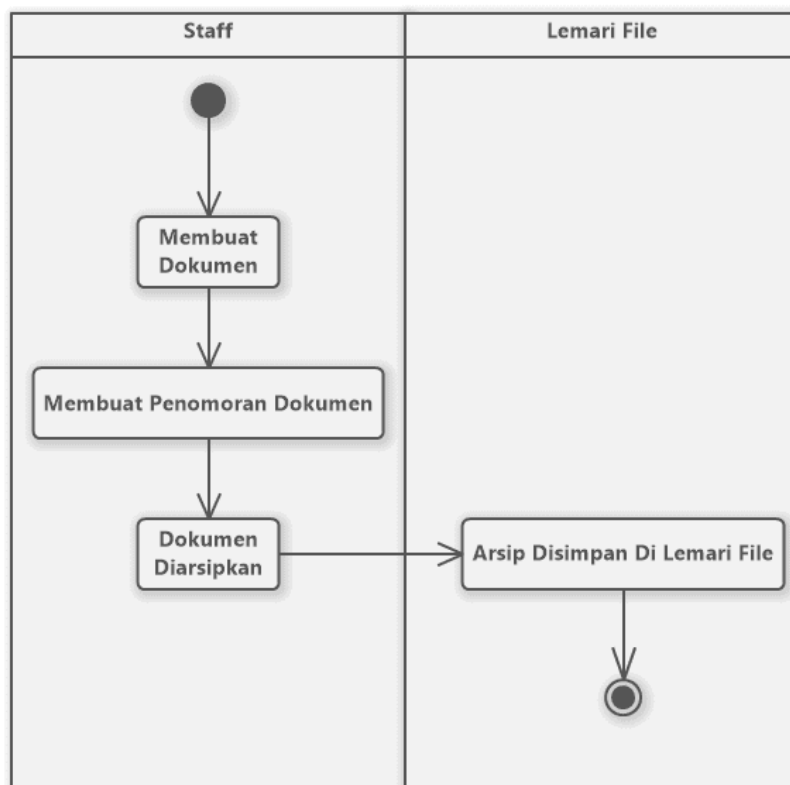 Staff
Lemari File
Membuat
Dokumen
Membuat Penomoran Dokumen
Dokumen
Diarsipkan
Arsip Disimpan Di Lemari File